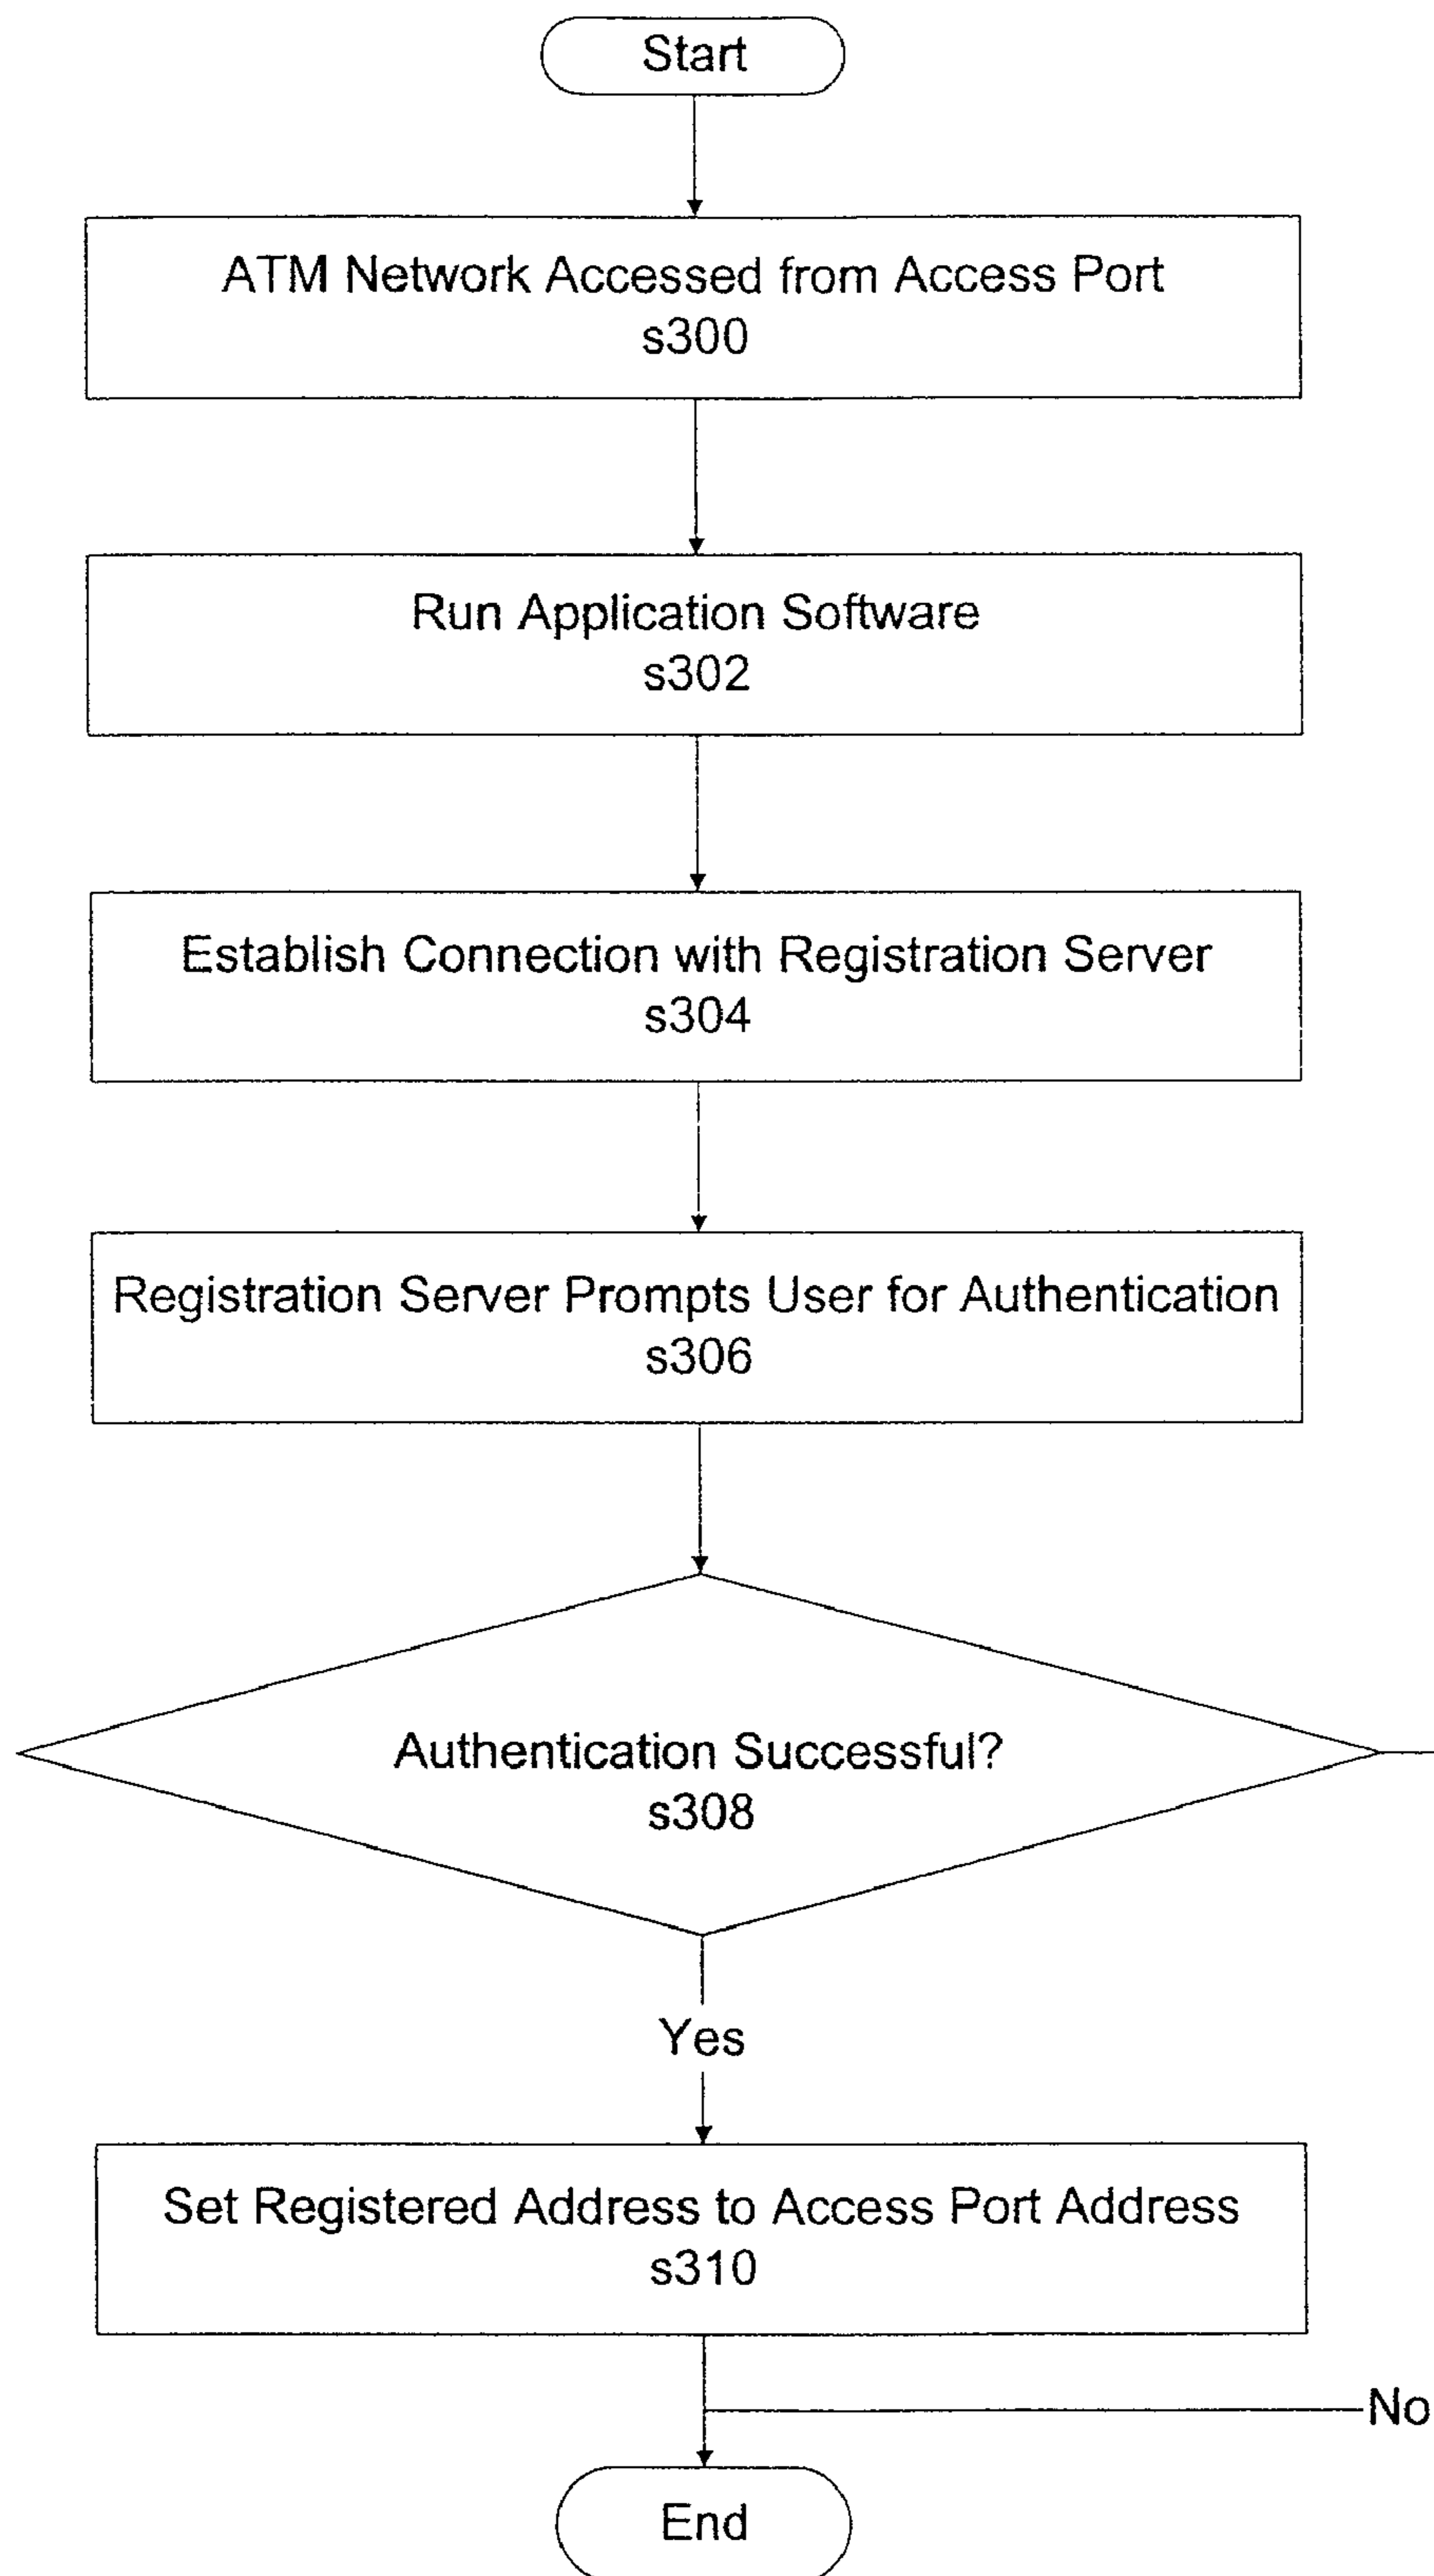 Start
ATM Network Accessed from Access Port
s300
Run Application Software
s302
Establish Connection with Registration Server
s304
Registration Server Prompts User for Authentication
s306
Authentication Successful?
s308
Yes
Set Registered Address to Access Port Address
s310
No
End